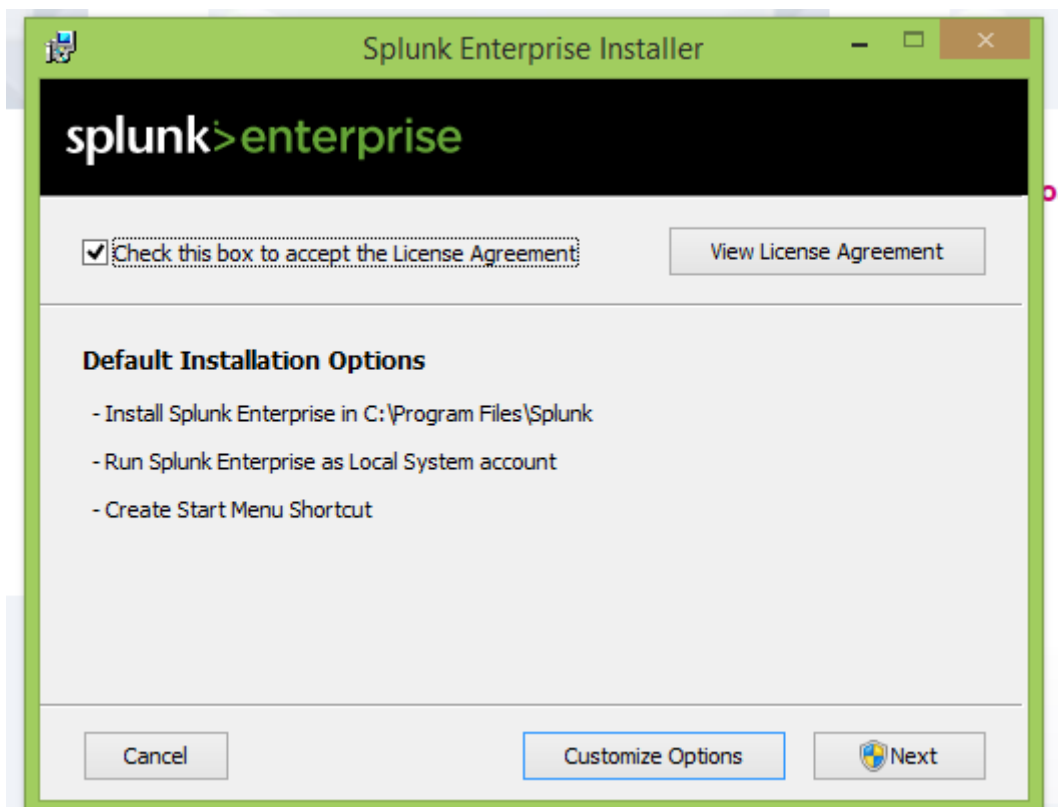 Splunk Enterprise Installer
splunk>enterprise
Check this box to accept the License Agreement
View License Agreement
Default Installation Options
- Install Splunk Enterprise in C:\Program Files\Splunk
- Run Splunk Enterprise as Local System account
- Create Start Menu Shortcut
Cancel
Customize Options
Next